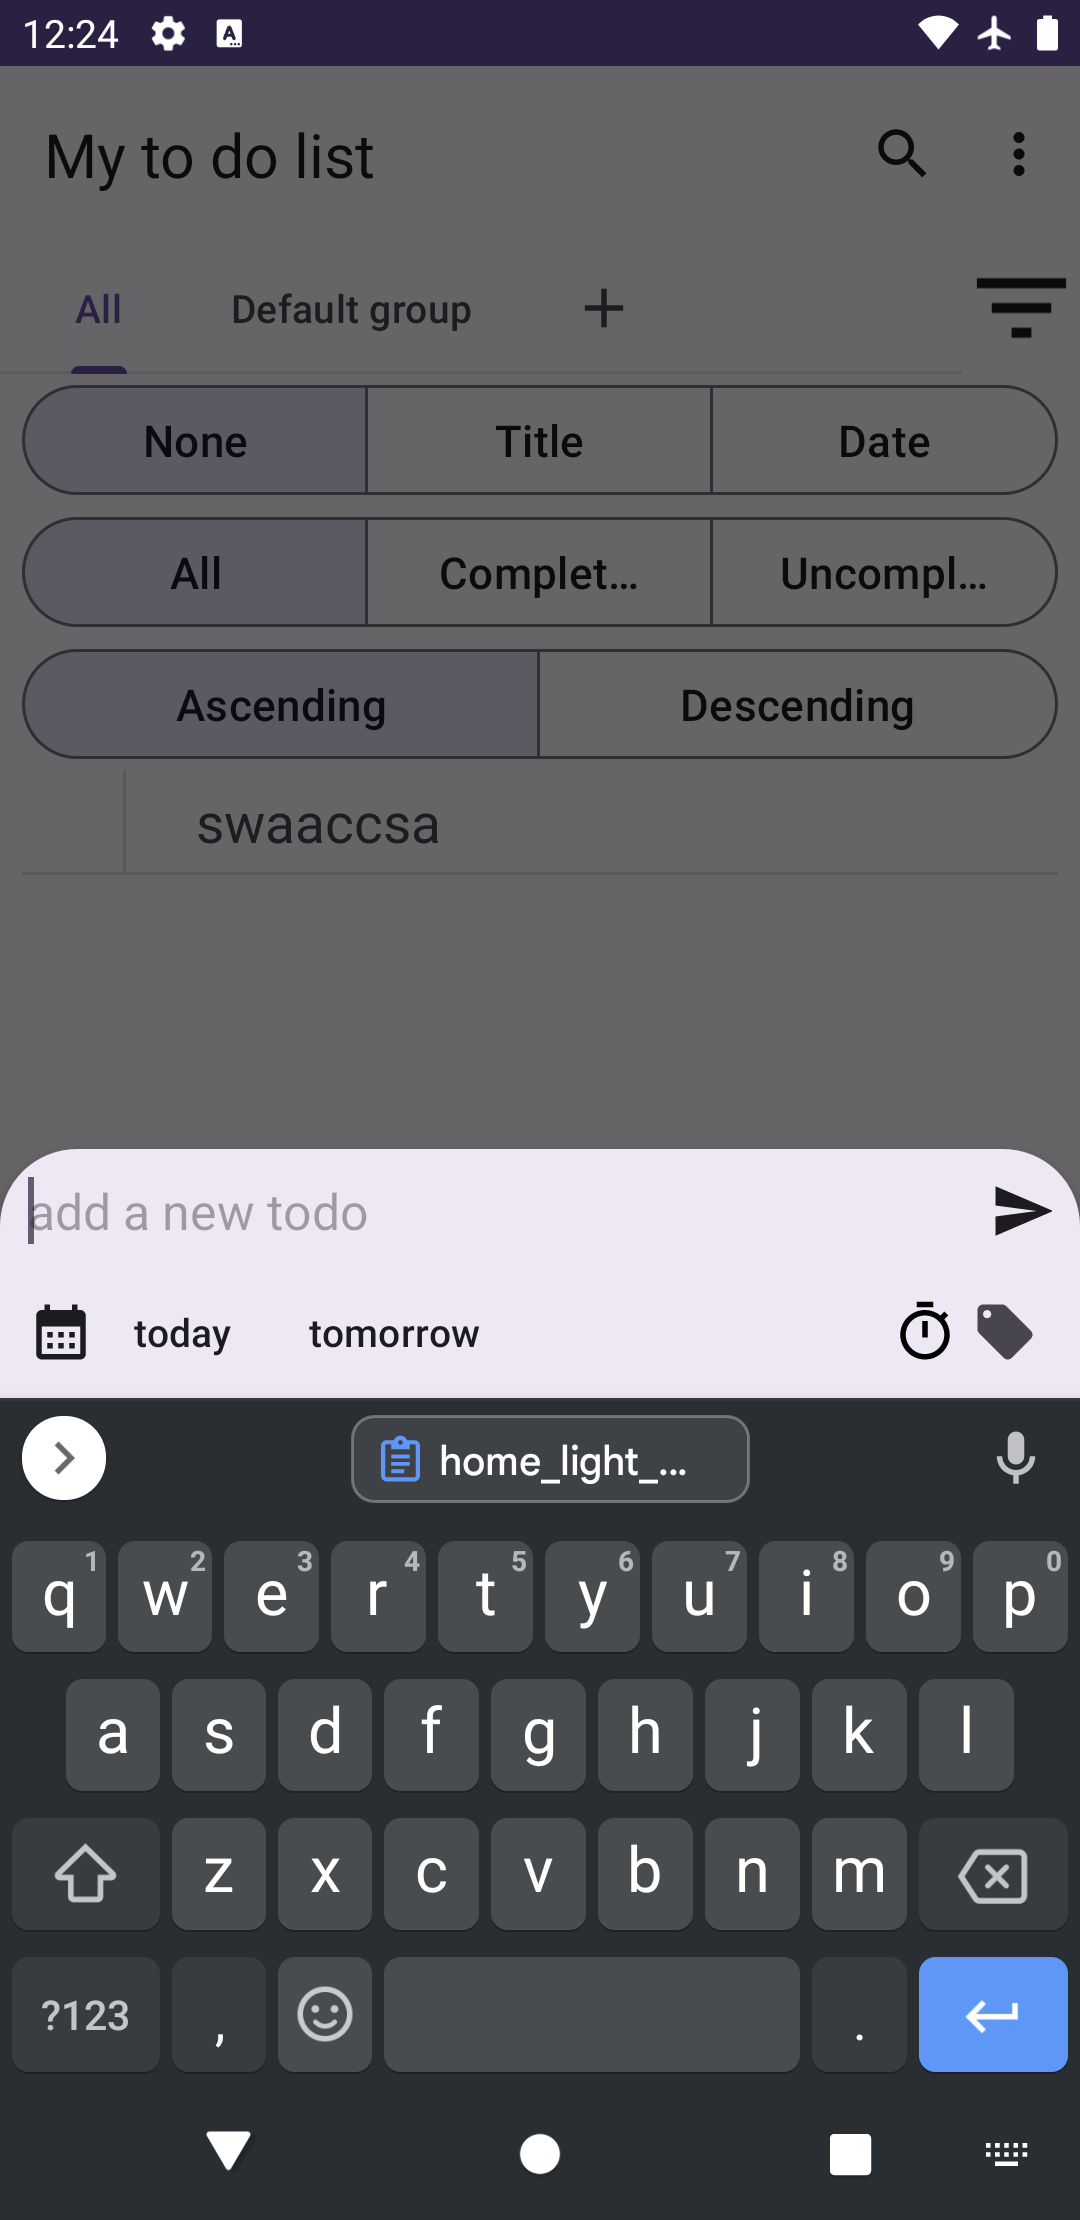 12:24
My to do list
All Default group
None Title Date
All Complet... Uncompl...
Ascending Descending
swaaccsa
add a new todo
today tomorrow
home_light_...
q 1 w 2 e 3 r 4 t 5 y 6 u 7 i 8 o 9 p 0
a s d f g h j k l
z x c v b n m
?123 , .